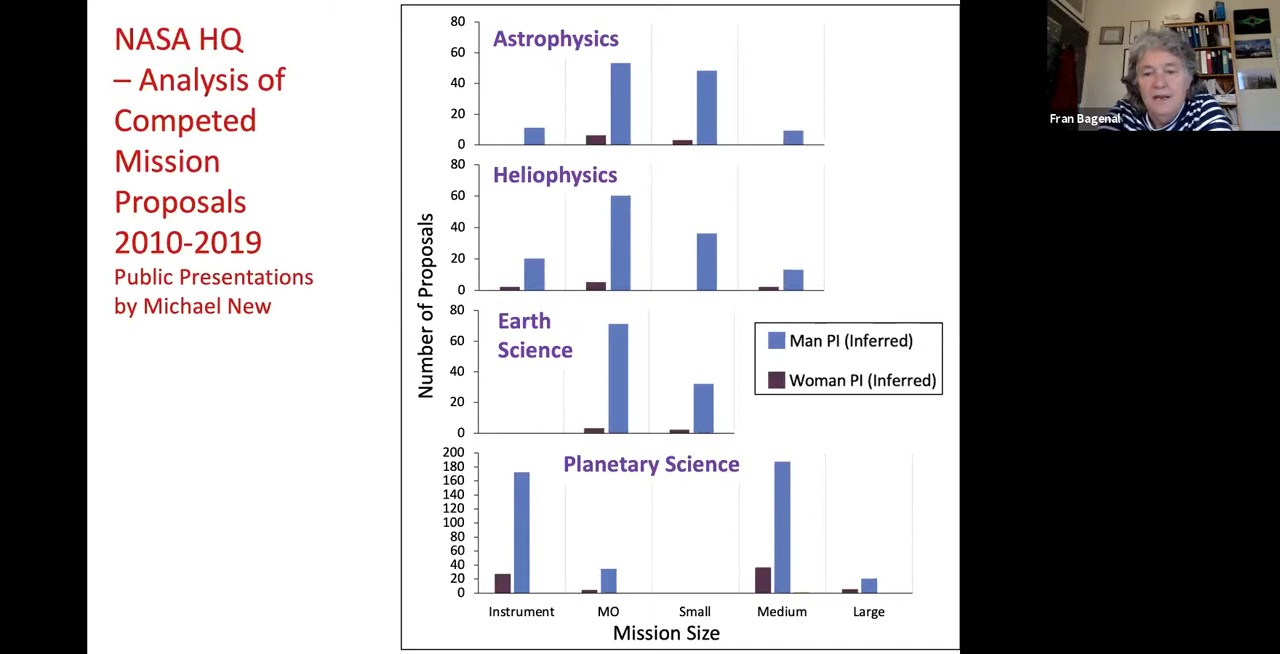 NASA HQ
– Analysis of
Competed
Mission
Proposals
2010-2019
Public Presentations
by Michael New
Number of Proposals
80
60
40
20
0
Astrophysics
80
60
40
20
0
Heliophysics
80
60
40
20
0
Earth
Science
Man PI (Inferred)
Woman PI (Inferred)
200
180
160
140
120
100
80
60
40
20
0
Planetary Science
Instrument MO Small Medium Large
Mission Size
Fran Bagenal